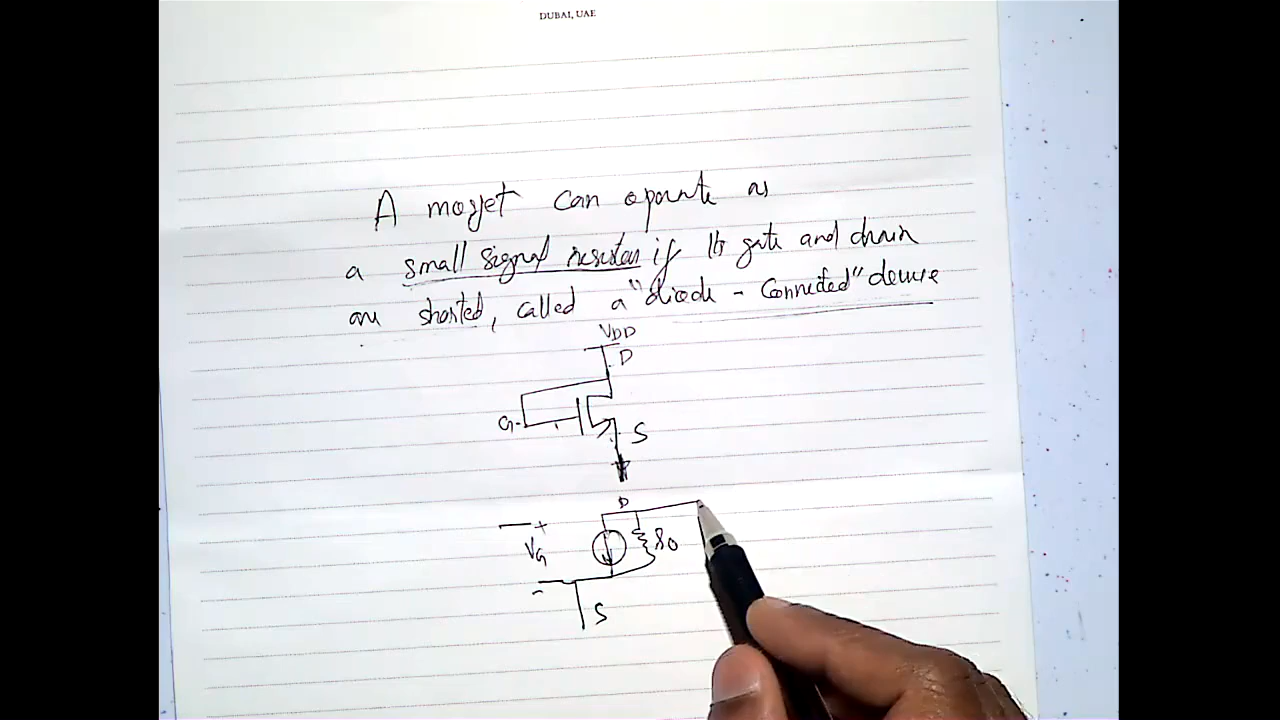 DUBAI, UAE
A mosfet can operate as
a small signal resistor if its gate and drain
are shorted, called a "diode - connected" device
VDD
D
G
S
D
+
VG
ro
-
S